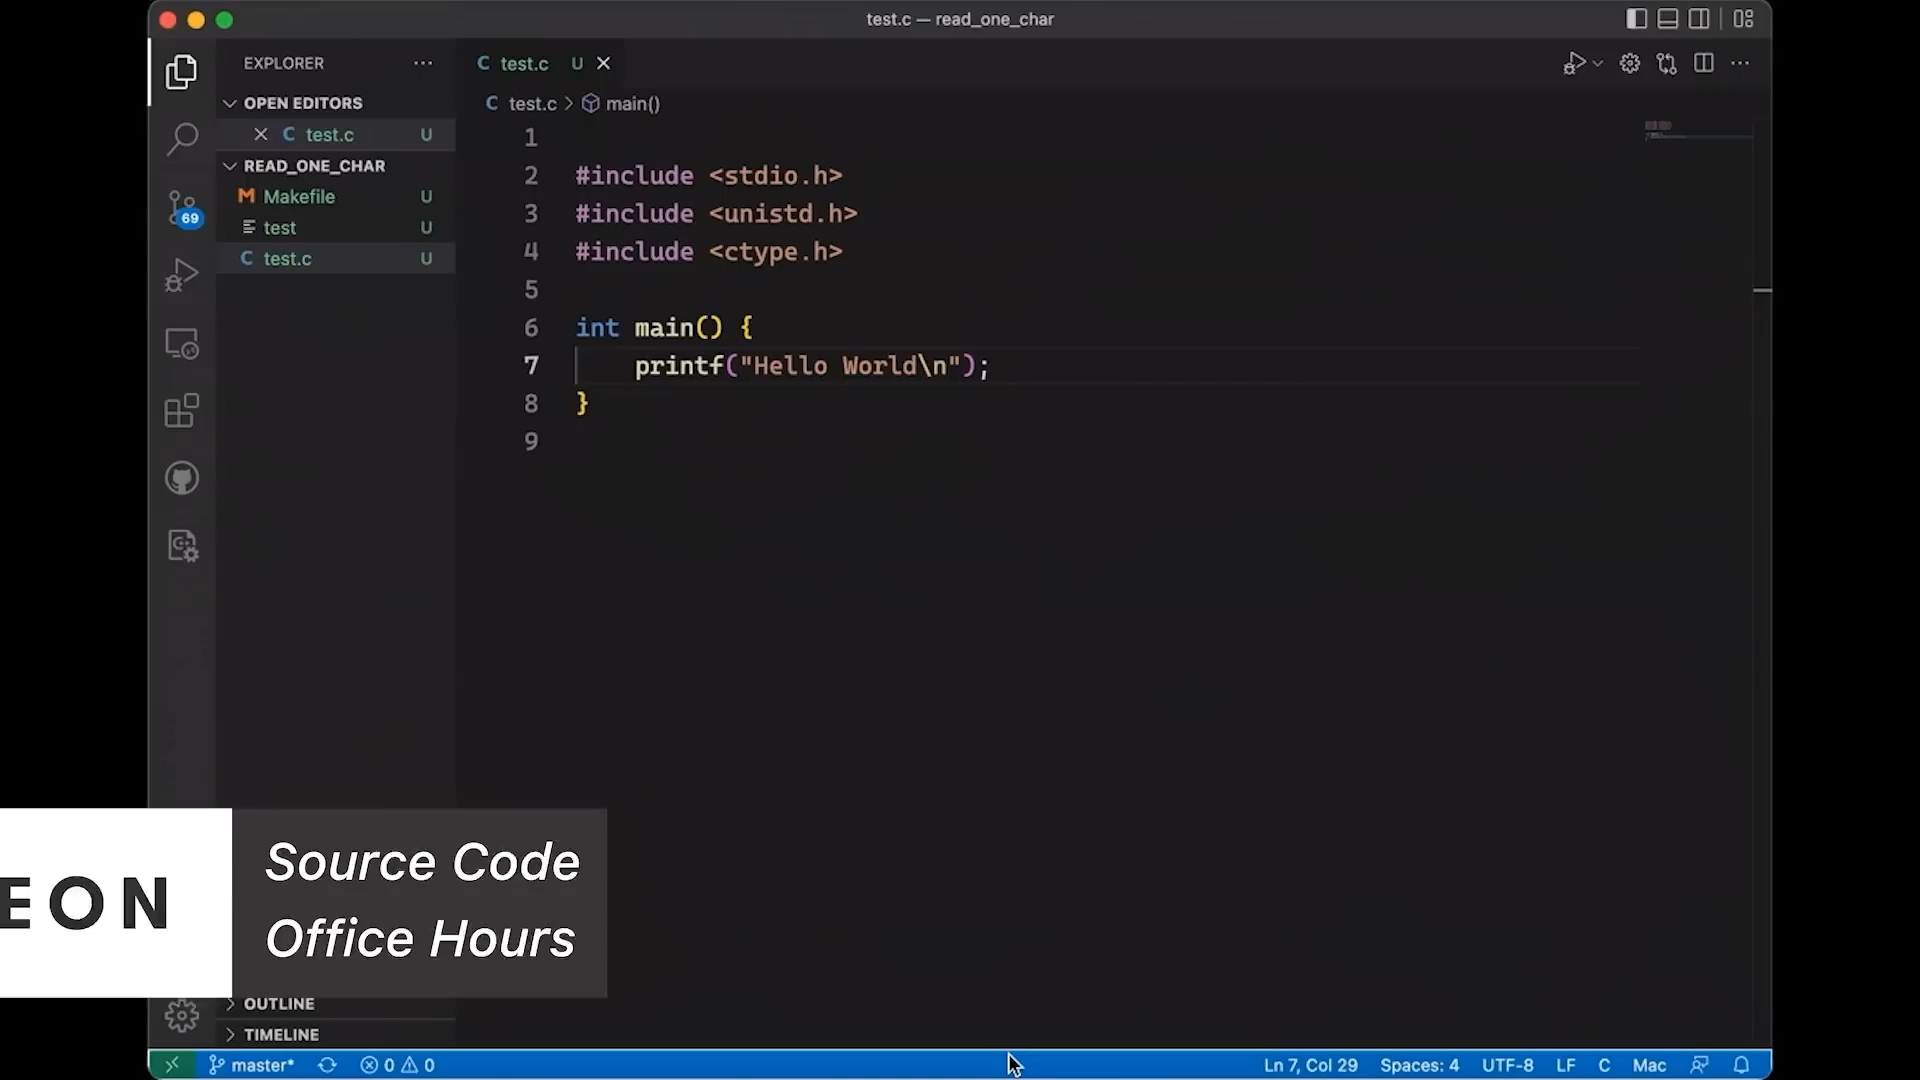 test.c — read_one_char
EXPLORER
C test.c U
OPEN EDITORS
C test.c U
READ_ONE_CHAR
M Makefile U
test U
C test.c U
69
C test.c > main()
1
2 #include <stdio.h>
3 #include <unistd.h>
4 #include <ctype.h>
5
6 int main() {
7     printf("Hello World\n");
8 }
9
EON
Source Code
Office Hours
OUTLINE
TIMELINE
master* 0 0 Ln 7, Col 29 Spaces: 4 UTF-8 LF C Mac